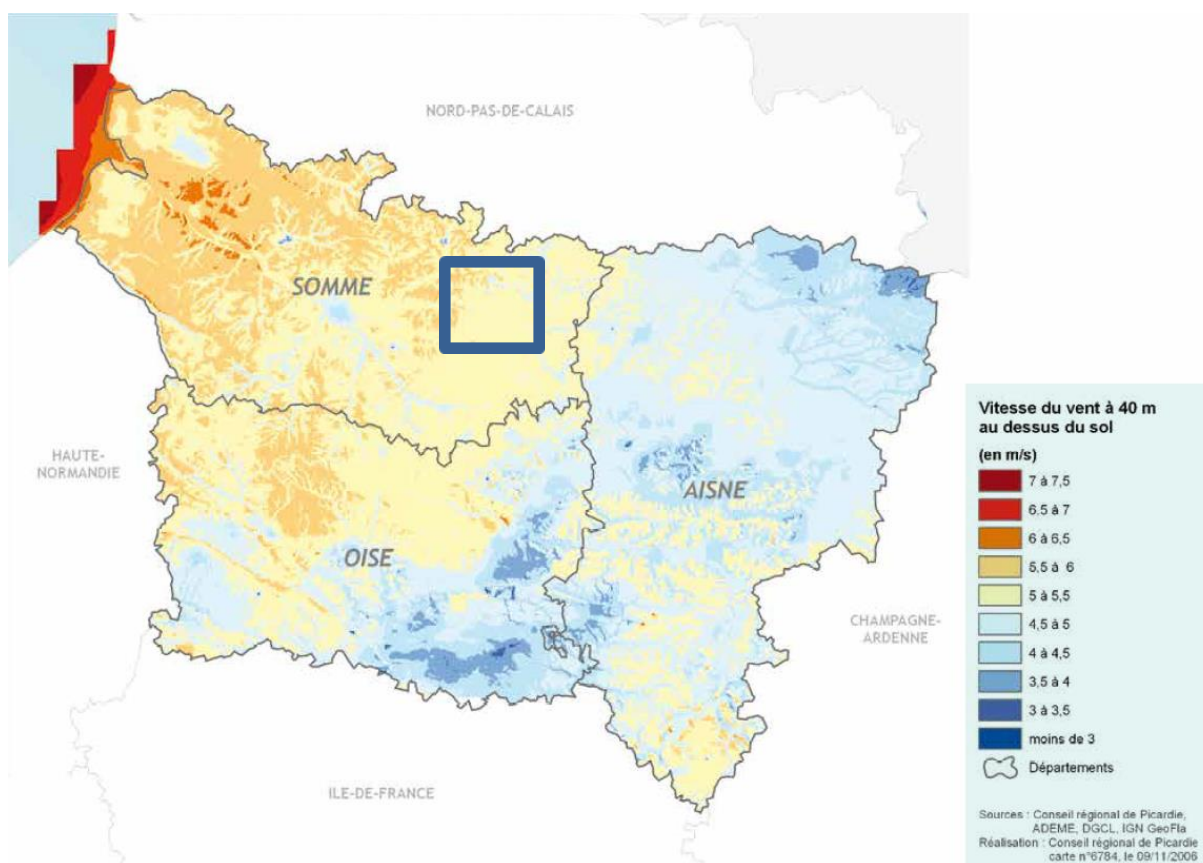 NORD-PAS-DE-CALAIS
SOMME
HAUTE-
NORMANDIE
AISNE
OISE
CHAMPAGNE-
ARDENNE
ILE-DE-FRANCE
Vitesse du vent à 40 m
au dessus du sol
(en m/s)
7 à 7,5
6,5 à 7
6 à 6,5
5,5 à 6
5 à 5,5
4,5 à 5
4 à 4,5
3,5 à 4
3 à 3,5
moins de 3
Départements
Sources : Conseil régional de Picardie,
ADEME, DGCL, IGN GeoFla
Réalisation : Conseil régional de Picardie
carte n°6784, le 09/11/2006